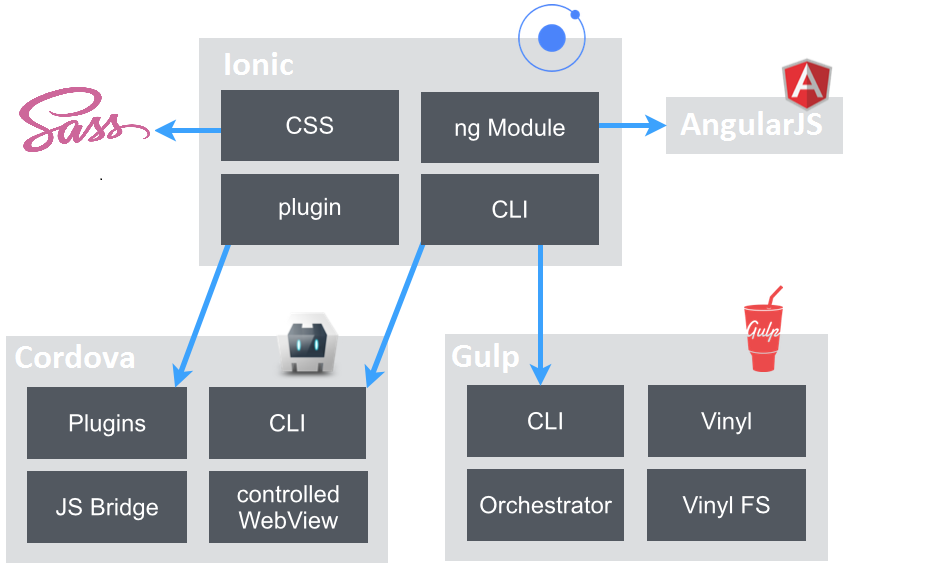 Ionic
Sass
CSS
ng Module
AngularJS
plugin
CLI
Cordova
Plugins
CLI
JS Bridge
controlled
WebView
Gulp
Gulp
CLI
Vinyl
Orchestrator
Vinyl FS